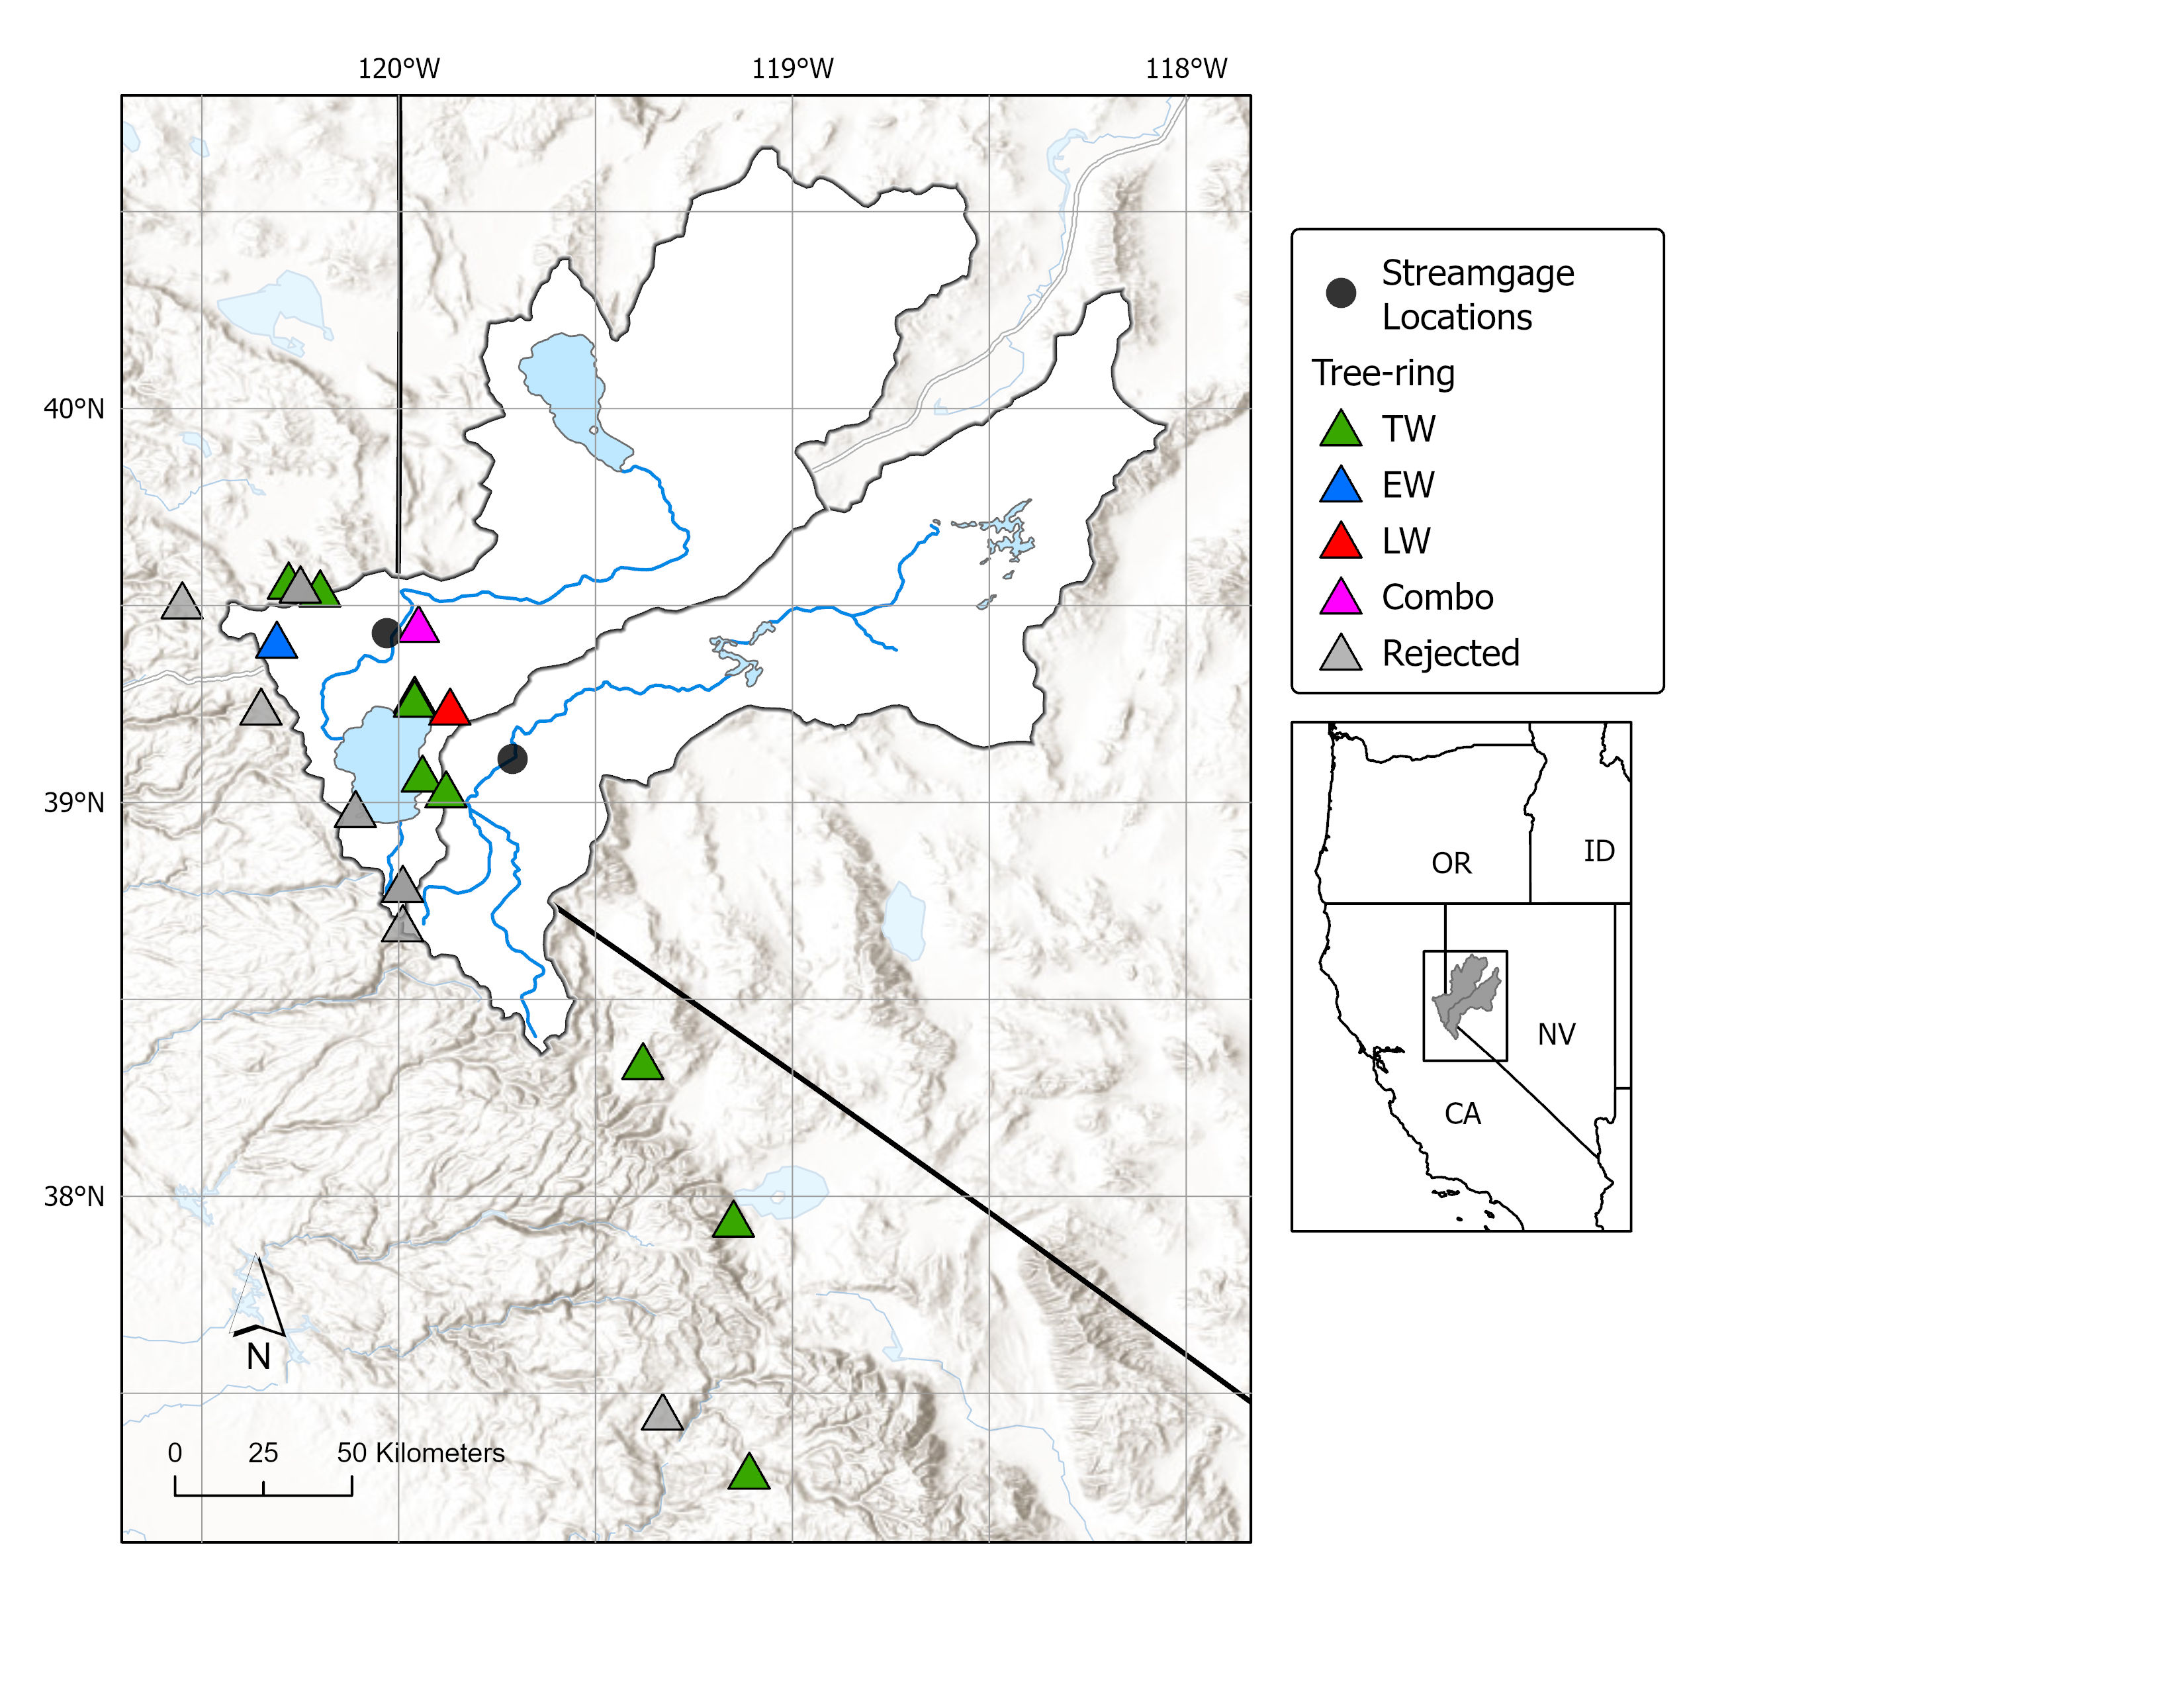 120°W
119°W
118°W
40°N
39°N
38°N
N
0 25 50 Kilometers
Streamgage
Locations
Tree-ring
TW
EW
LW
Combo
Rejected
OR
ID
NV
CA